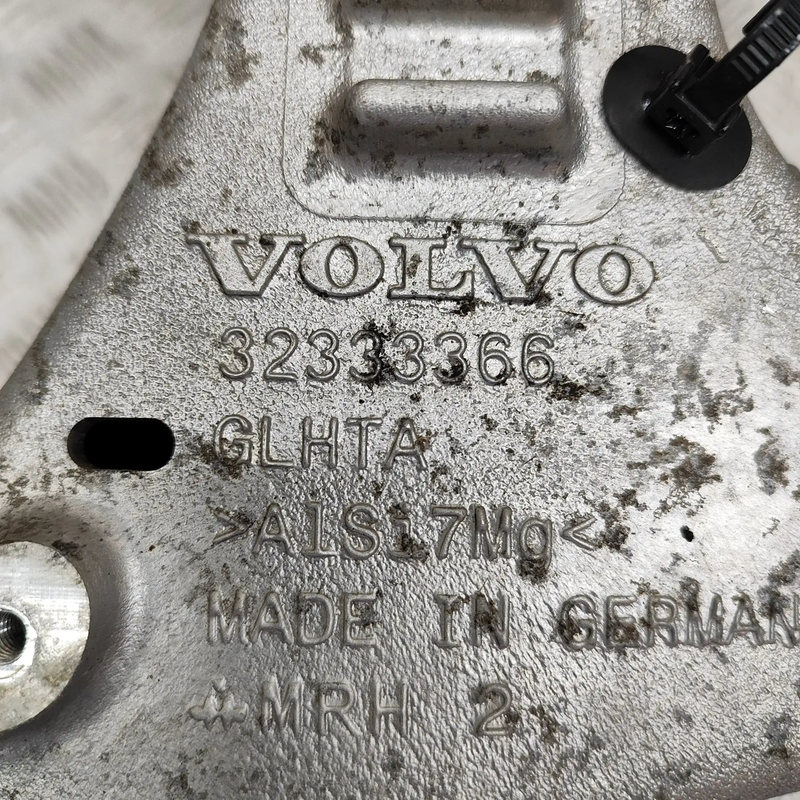 VOLVO
32333366
GLHTA
>AlSi7Mg<
MADE IN GERMAN
MRH 2